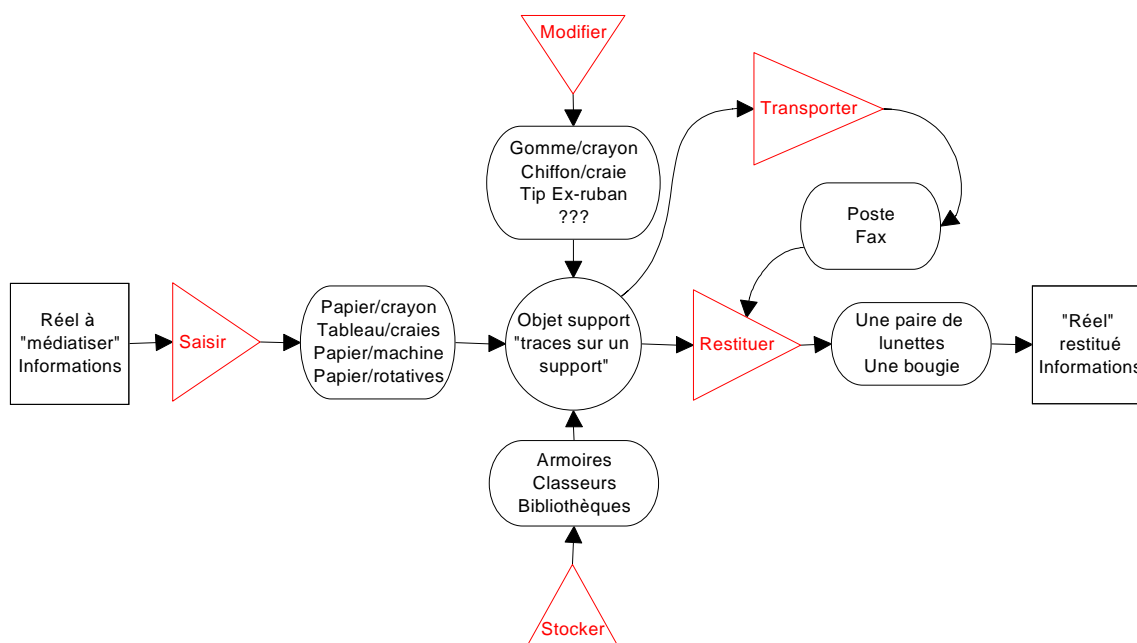 Modifier
Transporter
Gomme/crayon
Chiffon/craie
Tip Ex-ruban
???
Poste
Fax
Réel à
"médiatiser"
Informations
Saisir
Papier/crayon
Tableau/craies
Papier/machine
Papier/rotatives
Objet support
"traces sur un
support"
Restituer
Une paire de
lunettes
Une bougie
"Réel"
restitué
Informations
Armoires
Classeurs
Bibliothèques
Stocker